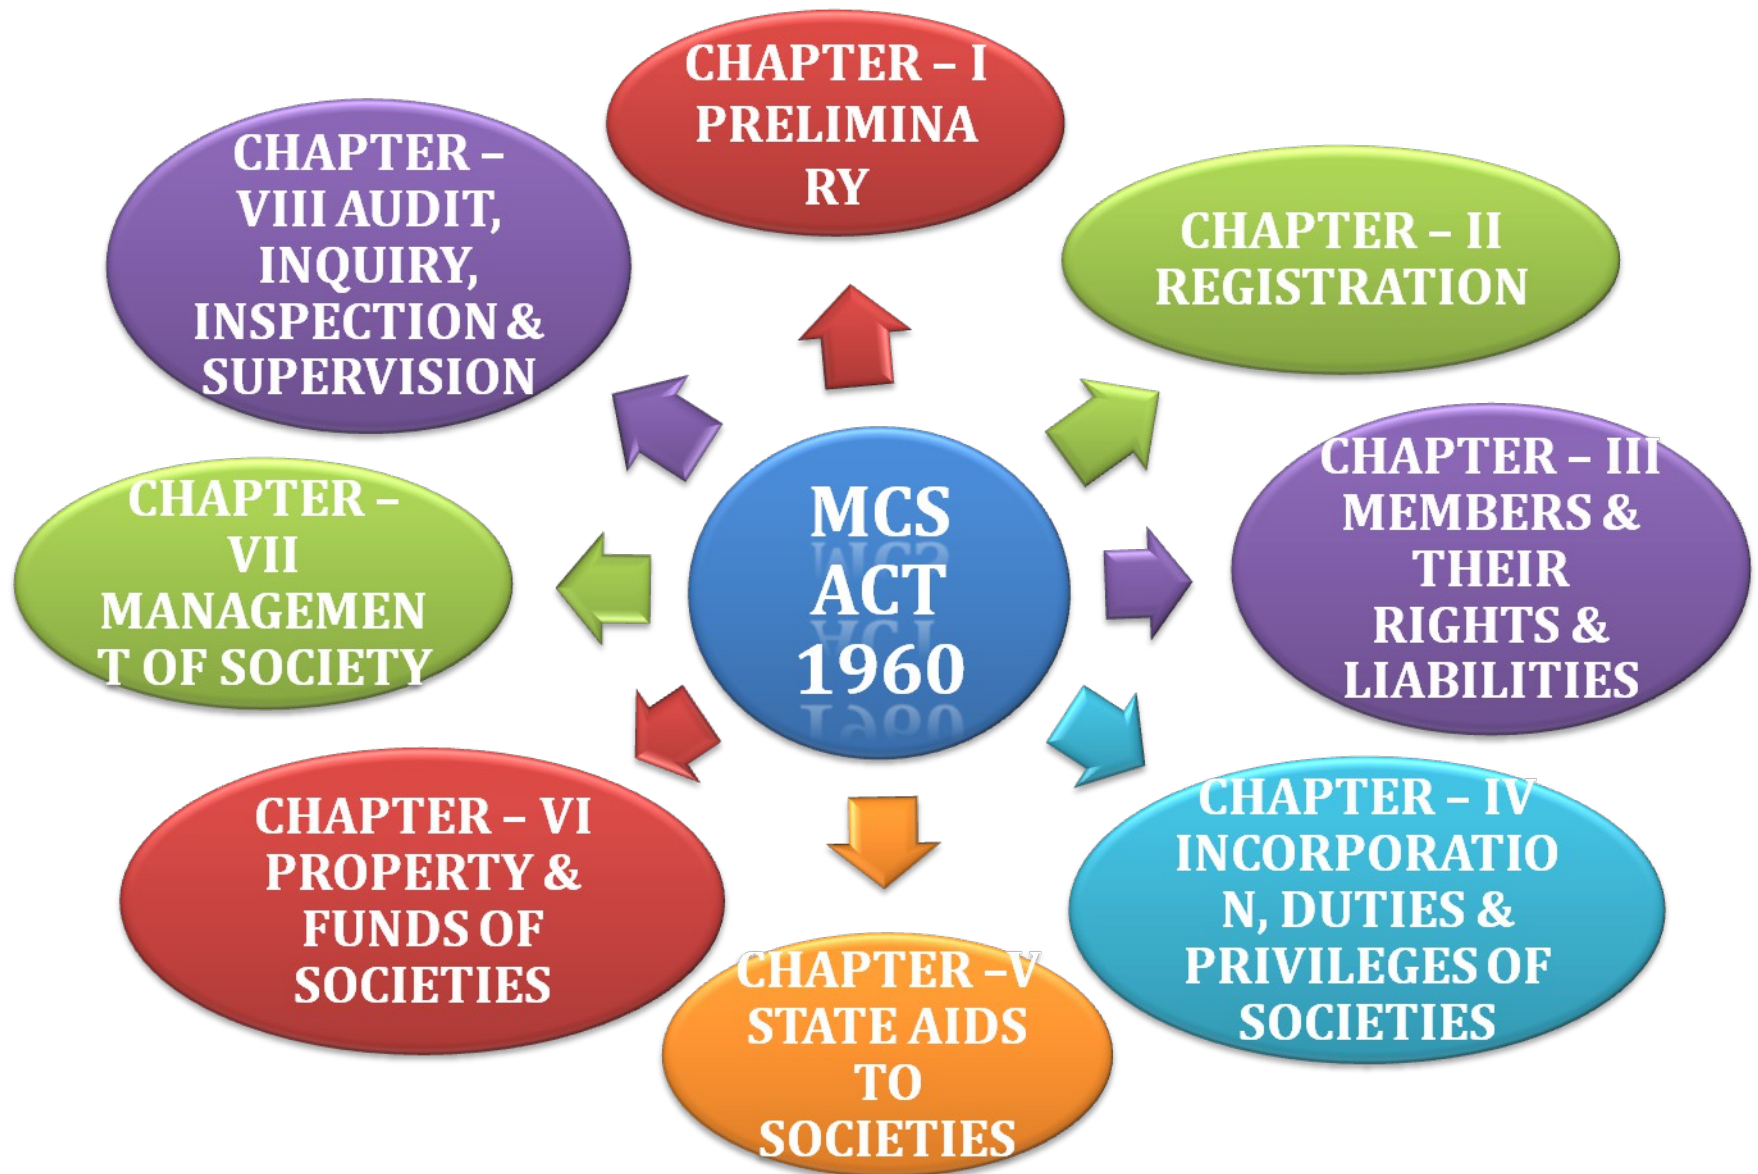 CHAPTER – I
PRELIMINA
RY
CHAPTER – II
REGISTRATION
CHAPTER – III
MEMBERS &
THEIR
RIGHTS &
LIABILITIES
CHAPTER – IV
INCORPORATIO
N, DUTIES &
PRIVILEGES OF
SOCIETIES
CHAPTER –V
STATE AIDS
TO
SOCIETIES
CHAPTER – VI
PROPERTY &
FUNDS OF
SOCIETIES
CHAPTER –
VII
MANAGEMEN
T OF SOCIETY
CHAPTER –
VIII AUDIT,
INQUIRY,
INSPECTION &
SUPERVISION
MCS
ACT
1960